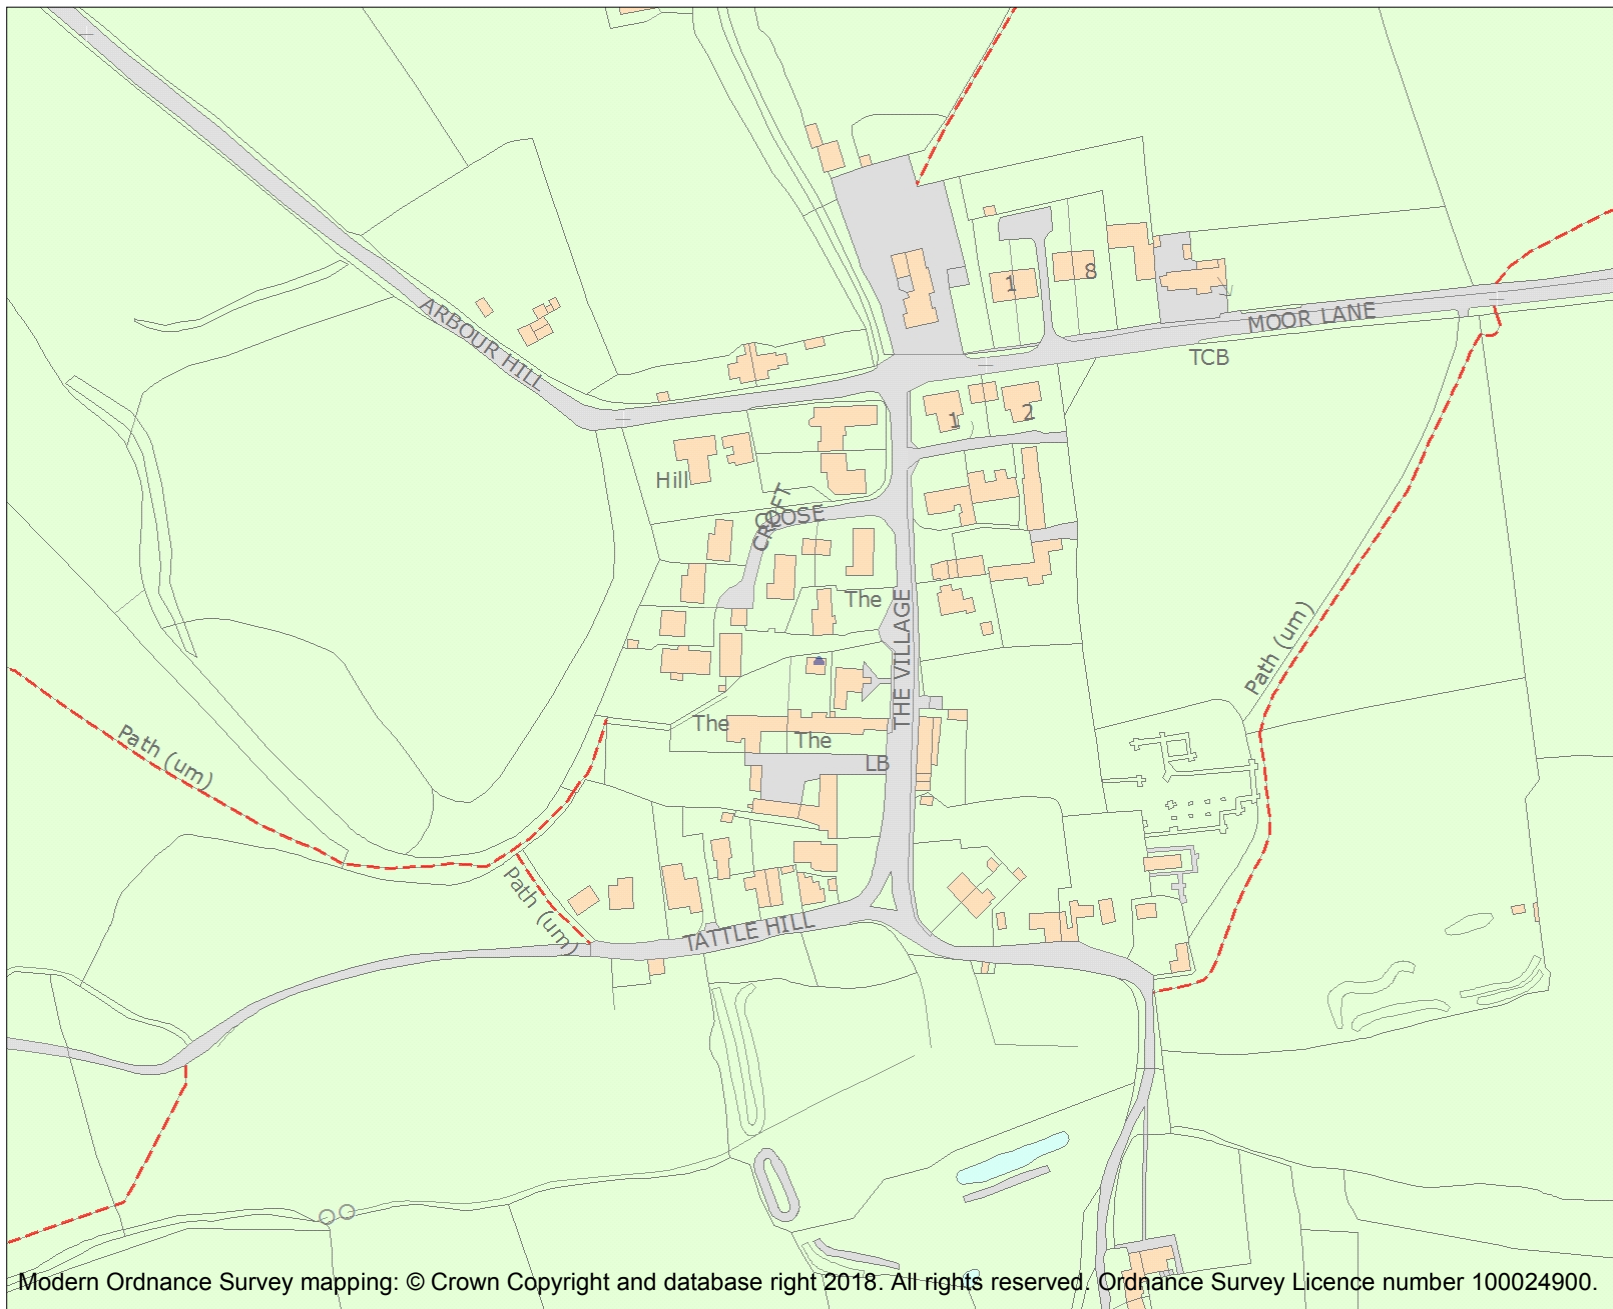 1
8
ARBOUR HILL
MOOR LANE
TCB
1
2
Hill
CROFT
CLOSE
The
THE VILLAGE
Path (um)
The
Path (um)
The
LB
Path (um)
TATTLE HILL
Modern Ordnance Survey mapping: © Crown Copyright and database right 2018. All rights reserved. Ordnance Survey Licence number 100024900.